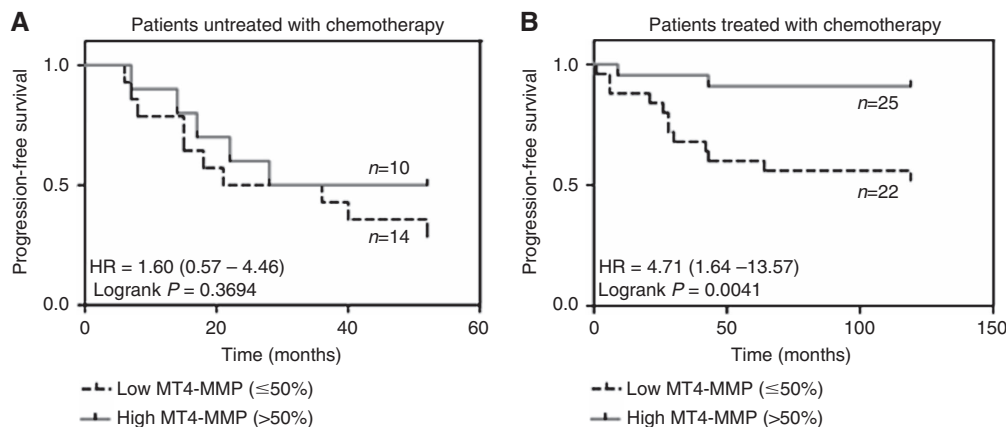 A
Patients untreated with chemotherapy
Progression-free survival
1.0
0.5
0.0
n=10
n=14
HR = 1.60 (0.57 – 4.46)
Logrank P = 0.3694
0 20 40 60
Time (months)
Low MT4-MMP (≤50%)
High MT4-MMP (>50%)
B
Patients treated with chemotherapy
Progression-free survival
1.0
0.5
0.0
n=25
n=22
HR = 4.71 (1.64 –13.57)
Logrank P = 0.0041
0 50 100 150
Time (months)
Low MT4-MMP (≤50%)
High MT4-MMP (>50%)